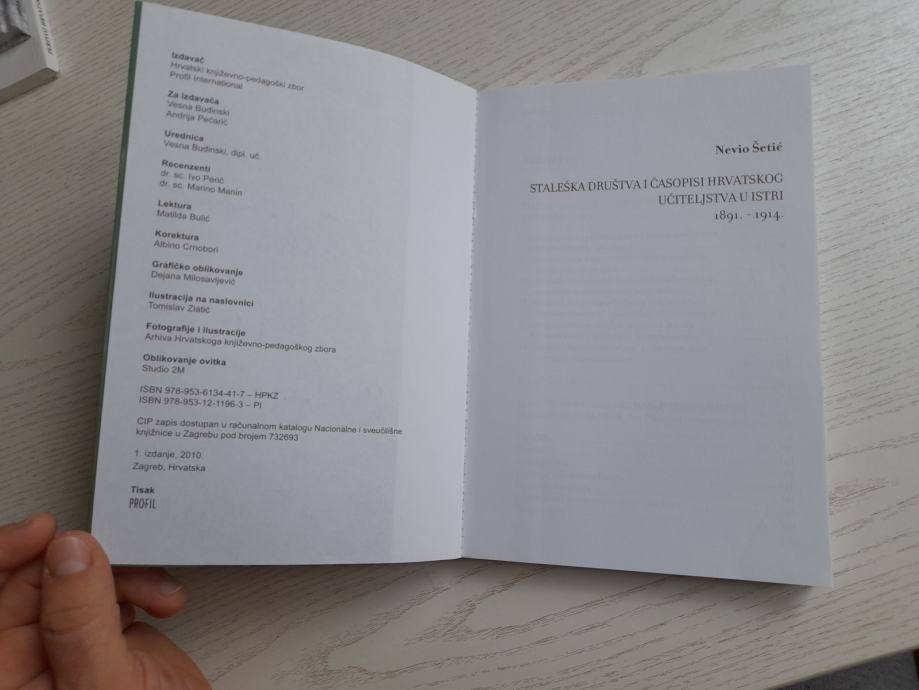 Izdavač
Hrvatski književno-pedagoški zbor
Profil International
Za izdavača
Vesna Budinski
Andrija Pečarić
Urednica
Vesna Budinski, dipl. uč.
Recenzenti
dr. sc. Ivo Perić
dr. sc. Marino Manin
Lektura
Matilda Bulić
Korektura
Albino Crnobori
Grafičko oblikovanje
Dejana Milosavljević
Ilustracija na naslovnici
Tomislav Zlatić
Fotografije i ilustracije
Arhiva Hrvatskoga književno-pedagoškog zbora
Oblikovanje ovitka
Studio 2M
ISBN 978-953-6134-41-7 – HPKZ
ISBN 978-953-12-1196-3 – PI
CIP zapis dostupan u računalnom katalogu Nacionalne i sveučilišne
knjižnice u Zagrebu pod brojem 732693
1. izdanje, 2010.
Zagreb, Hrvatska
Tisak
PROFIL
Nevio Šetić
STALEŠKA DRUŠTVA I ČASOPISI HRVATSKOG
UČITELJSTVA U ISTRI
1891. - 1914.